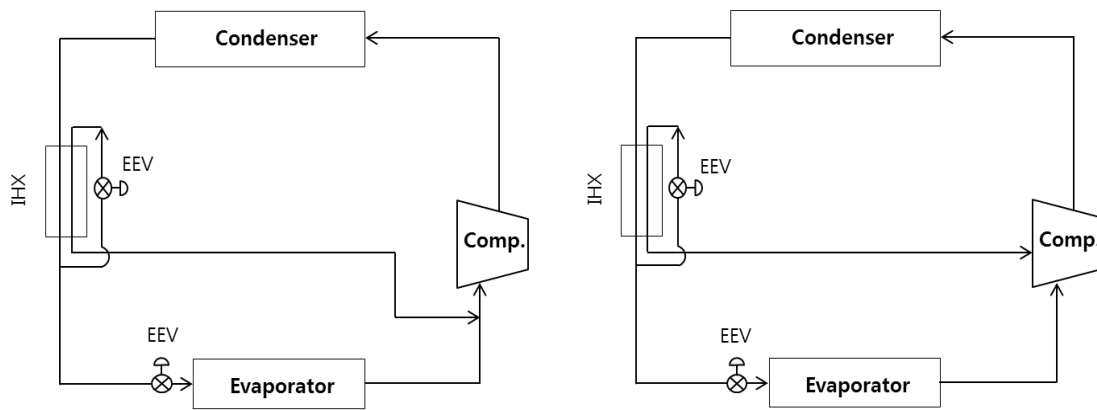 Condenser
EEV
IHX
Comp.
EEV
Evaporator
Condenser
EEV
IHX
Comp.
EEV
Evaporator